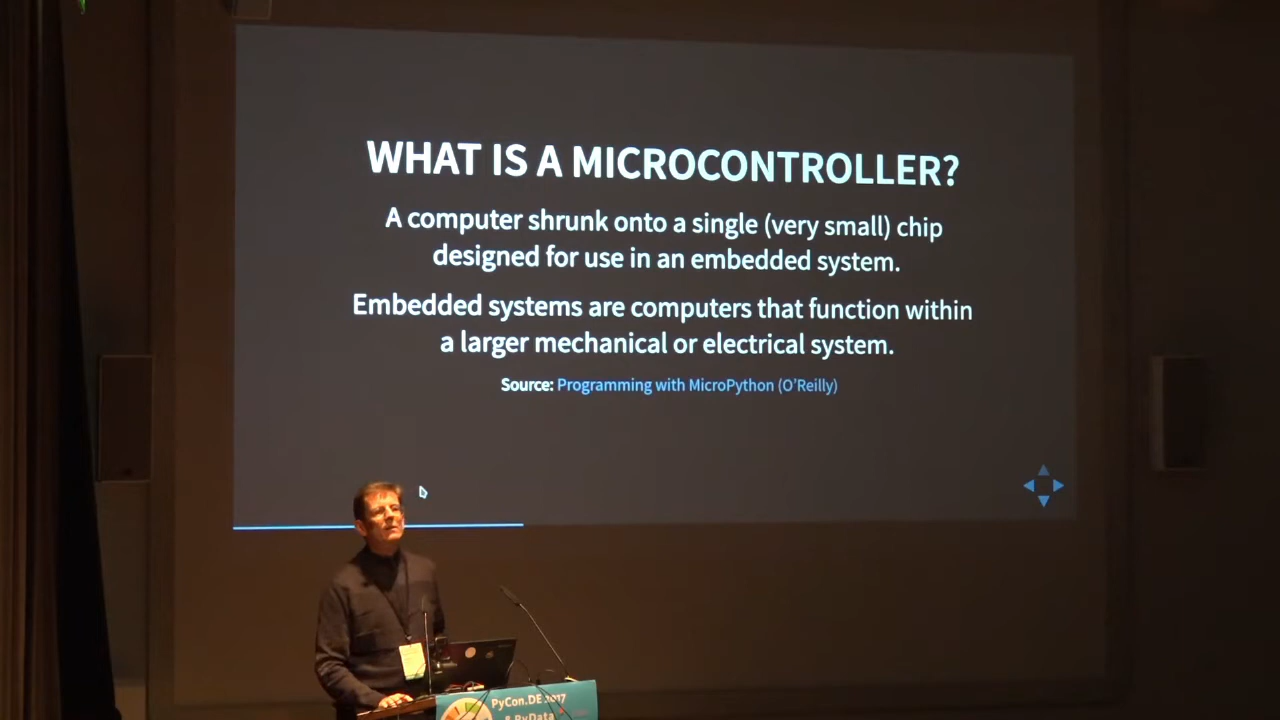 WHAT IS A MICROCONTROLLER?
A computer shrunk onto a single (very small) chip
designed for use in an embedded system.
Embedded systems are computers that function within
a larger mechanical or electrical system.
Source: Programming with MicroPython (O'Reilly)
PyCon.DE 2017
& PyData